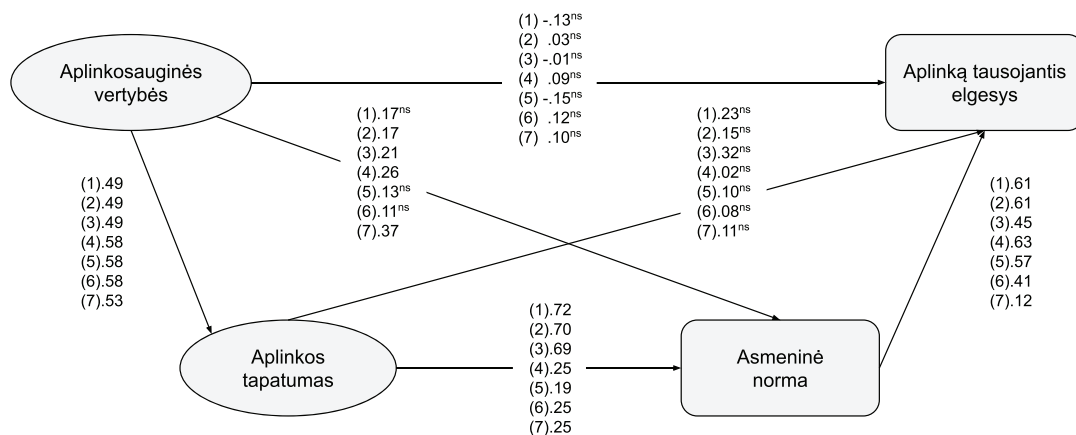 Aplinkosauginės
vertybės
(1) -.13ns
(2) .03ns
(3) -.01ns
(4) .09ns
(5) -.15ns
(6) .12ns
(7) .10ns
Aplinką tausojantis
elgesys
(1).17ns
(2).17
(3).21
(4).26
(5).13ns
(6).11ns
(7).37
(1).23ns
(2).15ns
(3).32ns
(4).02ns
(5).10ns
(6).08ns
(7).11ns
(1).49
(2).49
(3).49
(4).58
(5).58
(6).58
(7).53
(1).61
(2).61
(3).45
(4).63
(5).57
(6).41
(7).12
Aplinkos
tapatumas
(1).72
(2).70
(3).69
(4).25
(5).19
(6).25
(7).25
Asmeninė
norma